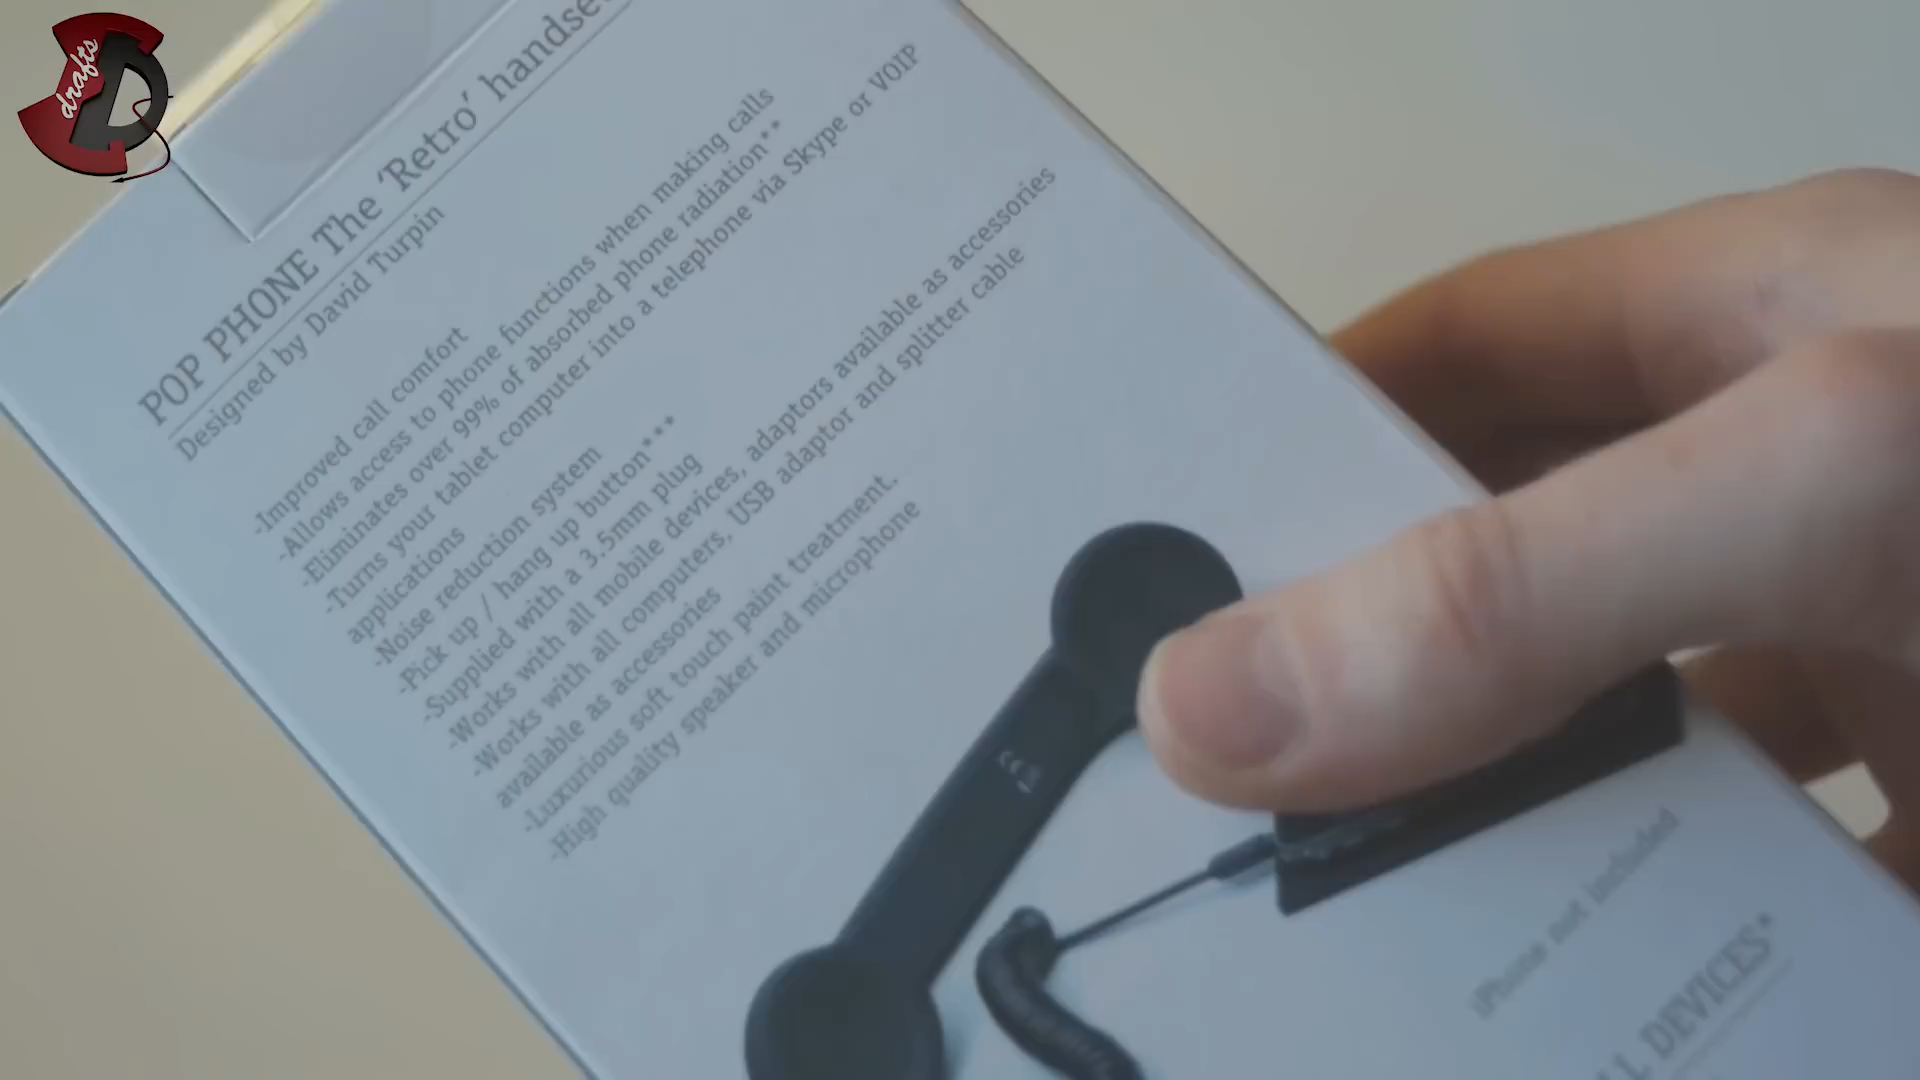 drafts
POP PHONE The 'Retro' handset
Designed by David Turpin
-Improved call comfort
-Allows access to phone functions when making calls
-Eliminates over 99% of absorbed phone radiation**
-Turns your tablet computer into a telephone via Skype or VOIP
applications
-Noise reduction system
-Pick up / hang up button***
-Supplied with a 3.5mm plug
-Works with all mobile devices, adaptors available as accessories
-Works with all computers, USB adaptor and splitter cable
available as accessories
-Luxurious soft touch paint treatment.
-High quality speaker and microphone
iPhone not included
DEVICES*